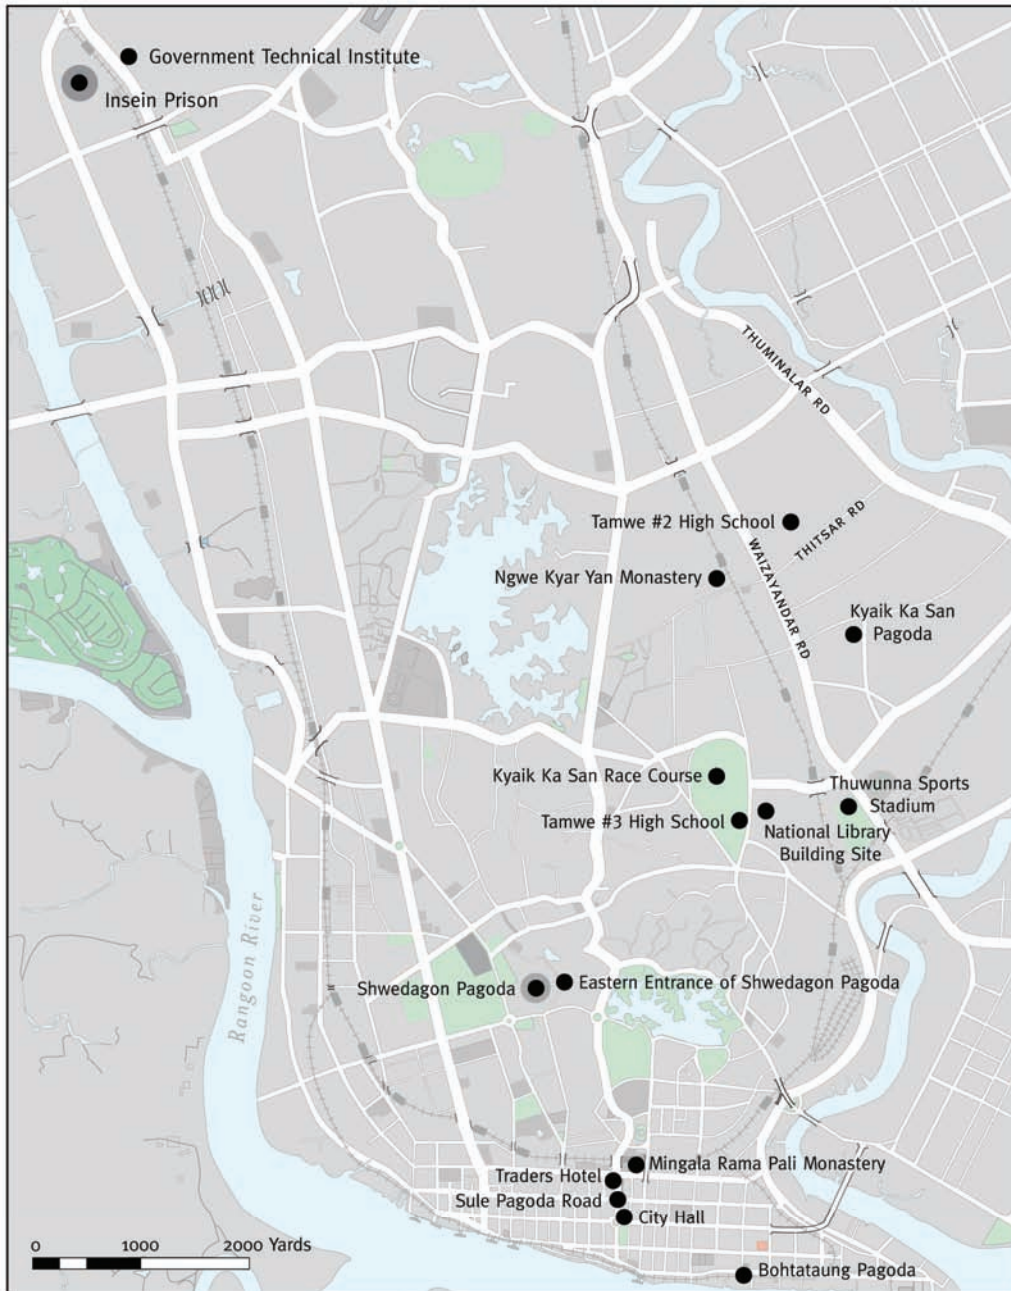 Government Technical Institute
Insein Prison
THUMINALAR RD
Tamwe #2 High School
THITSAR RD
WAIZAYANDAR RD
Ngwe Kyar Yan Monastery
Kyaik Ka San
Pagoda
Kyaik Ka San Race Course
Thuwunna Sports
Stadium
Tamwe #3 High School
National Library
Building Site
Rangoon River
Shwedagon Pagoda
Eastern Entrance of Shwedagon Pagoda
Mingala Rama Pali Monastery
Traders Hotel
Sule Pagoda Road
City Hall
0 1000 2000 Yards
Bohtataung Pagoda